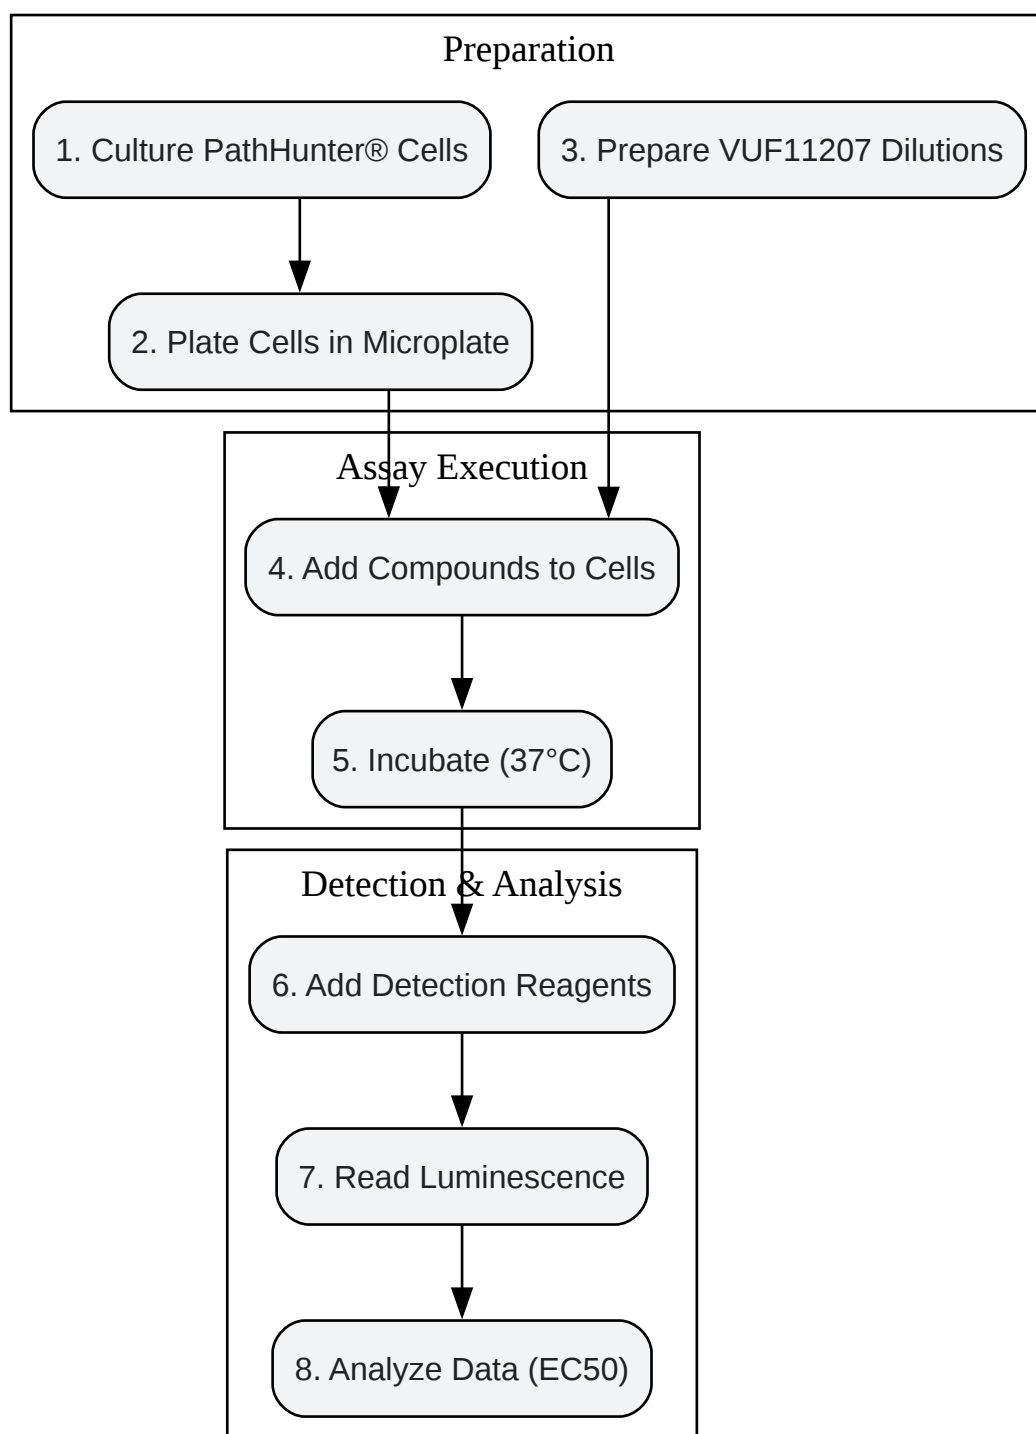 Preparation
1. Culture PathHunter® Cells
3. Prepare VUF11207 Dilutions
2. Plate Cells in Microplate
Assay Execution
4. Add Compounds to Cells
5. Incubate (37°C)
Detection & Analysis
6. Add Detection Reagents
7. Read Luminescence
8. Analyze Data (EC50)